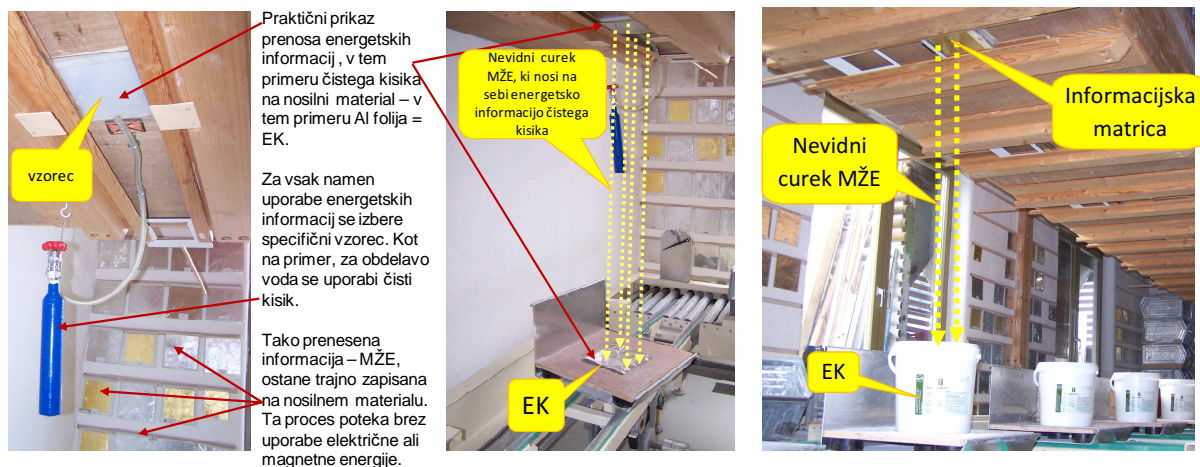 vzorec
Praktični prikaz
prenosa energetskih
informacij , v tem
primeru čistega kisika
na nosilni material – v
tem primeru Al folija =
EK.
Za vsak namen
uporabe energetskih
informacij se izbere
specifični vzorec. Kot
na primer, za obdelavo
voda se uporabi čisti
kisik.
Tako prenesena
informacija – MŽE,
ostane trajno zapisana
na nosilnem materialu.
Ta proces poteka brez
uporabe električne ali
magnetne energije.
Nevidni curek
MŽE, ki nosi na
sebi energetsko
informacijo čistega
kisika
EK
Informacijska
matrica
Nevidni
curek MŽE
EK